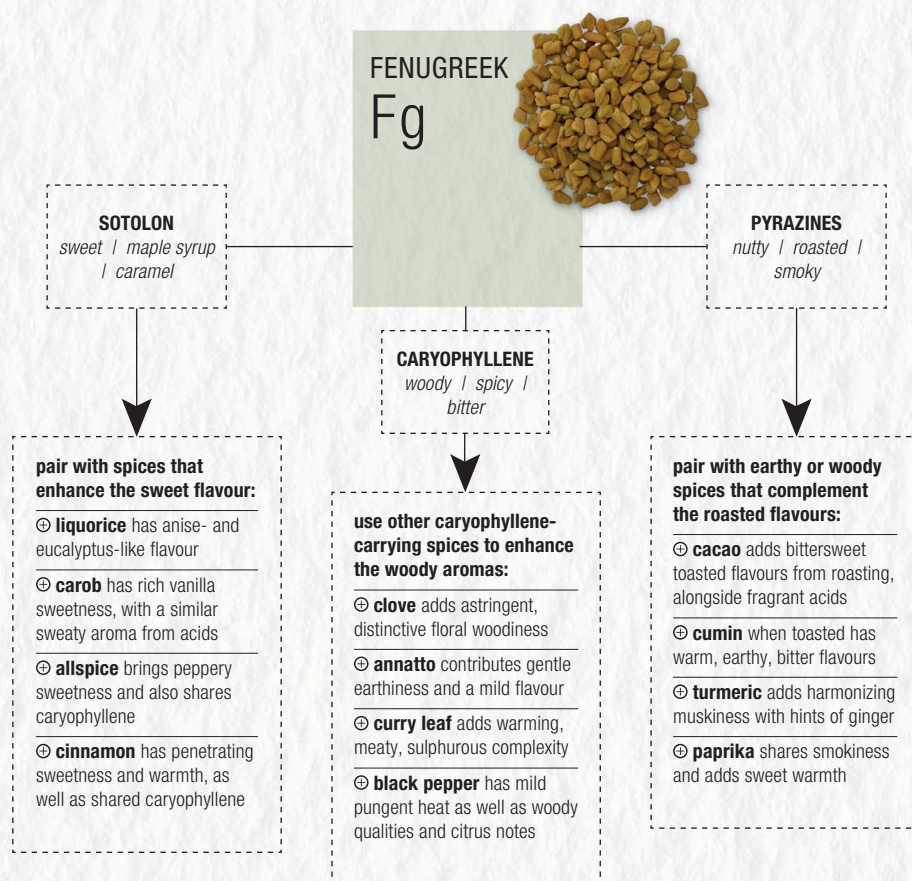 FENUGREEK
Fg
SOTOLON
sweet | maple syrup
| caramel
CARYOPHYLLENE
woody | spicy |
bitter
PYRAZINES
nutty | roasted |
smoky
pair with spices that
enhance the sweet flavour:
⊕ liquorice has anise- and
eucalyptus-like flavour
⊕ carob has rich vanilla
sweetness, with a similar
sweaty aroma from acids
⊕ allspice brings peppery
sweetness and also shares
caryophyllene
⊕ cinnamon has penetrating
sweetness and warmth, as
well as shared caryophyllene
use other caryophyllene-
carrying spices to enhance
the woody aromas:
⊕ clove adds astringent,
distinctive floral woodiness
⊕ annatto contributes gentle
earthiness and a mild flavour
⊕ curry leaf adds warming,
meaty, sulphurous complexity
⊕ black pepper has mild
pungent heat as well as woody
qualities and citrus notes
pair with earthy or woody
spices that complement
the roasted flavours:
⊕ cacao adds bittersweet
toasted flavours from roasting,
alongside fragrant acids
⊕ cumin when toasted has
warm, earthy, bitter flavours
⊕ turmeric adds harmonizing
muskiness with hints of ginger
⊕ paprika shares smokiness
and adds sweet warmth